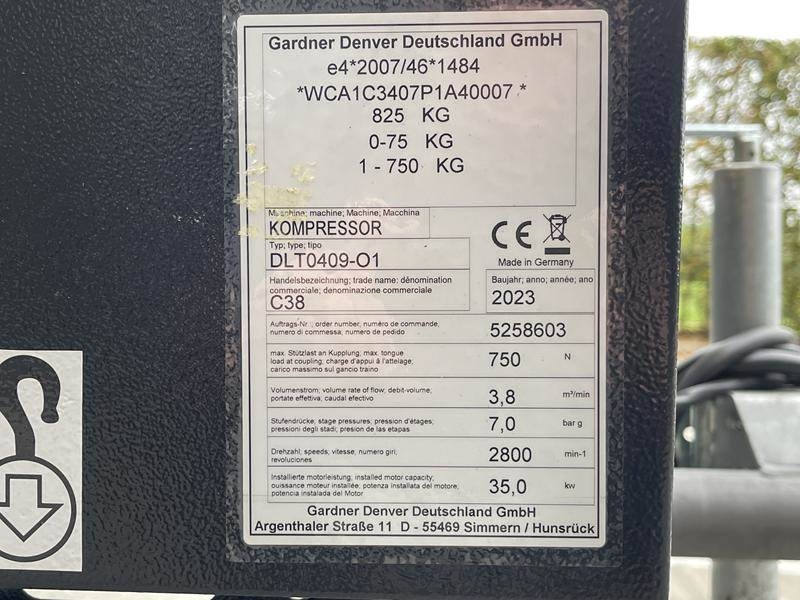 Gardner Denver Deutschland GmbH
e4*2007/46*1484
*WCA1C3407P1A40007 *
825 KG
0-75 KG
1 - 750 KG
Maschine; machine; Machine; Macchina
KOMPRESSOR
Typ; type; tipo
DLT0409-O1
CE
Made in Germany
Handelsbezeichnung; trade name; dénomination
commerciale; denominazione commerciale
C38
Baujahr; anno; année; ano
2023
Auftrags-Nr.; order number, numéro de commande,
numero di commessa; numero de pedido
5258603
max. Stützlast an Kupplung; max. tongue
load at coupling; charge d'appui à l'attelage;
carico massimo sul gancio traino
750 N
Volumenstrom; volume rate of flow; debit-volume;
portate effettiva; caudal efectivo
3,8 m³/min
Stufendrücke; stage pressures; pression d'étages;
pressioni degli stadi; presion de las etapas
7,0 bar g
Drehzahl, speeds, vitesse, numero giri;
revoluciones
2800 min-1
Installierte motorleistung; installed motor capacity;
ouissance moteur installée; potenza installata del motore,
potencia instalada del Motor
35,0 kw
Gardner Denver Deutschland GmbH
Argenthaler Straße 11 D - 55469 Simmern / Hunsrück